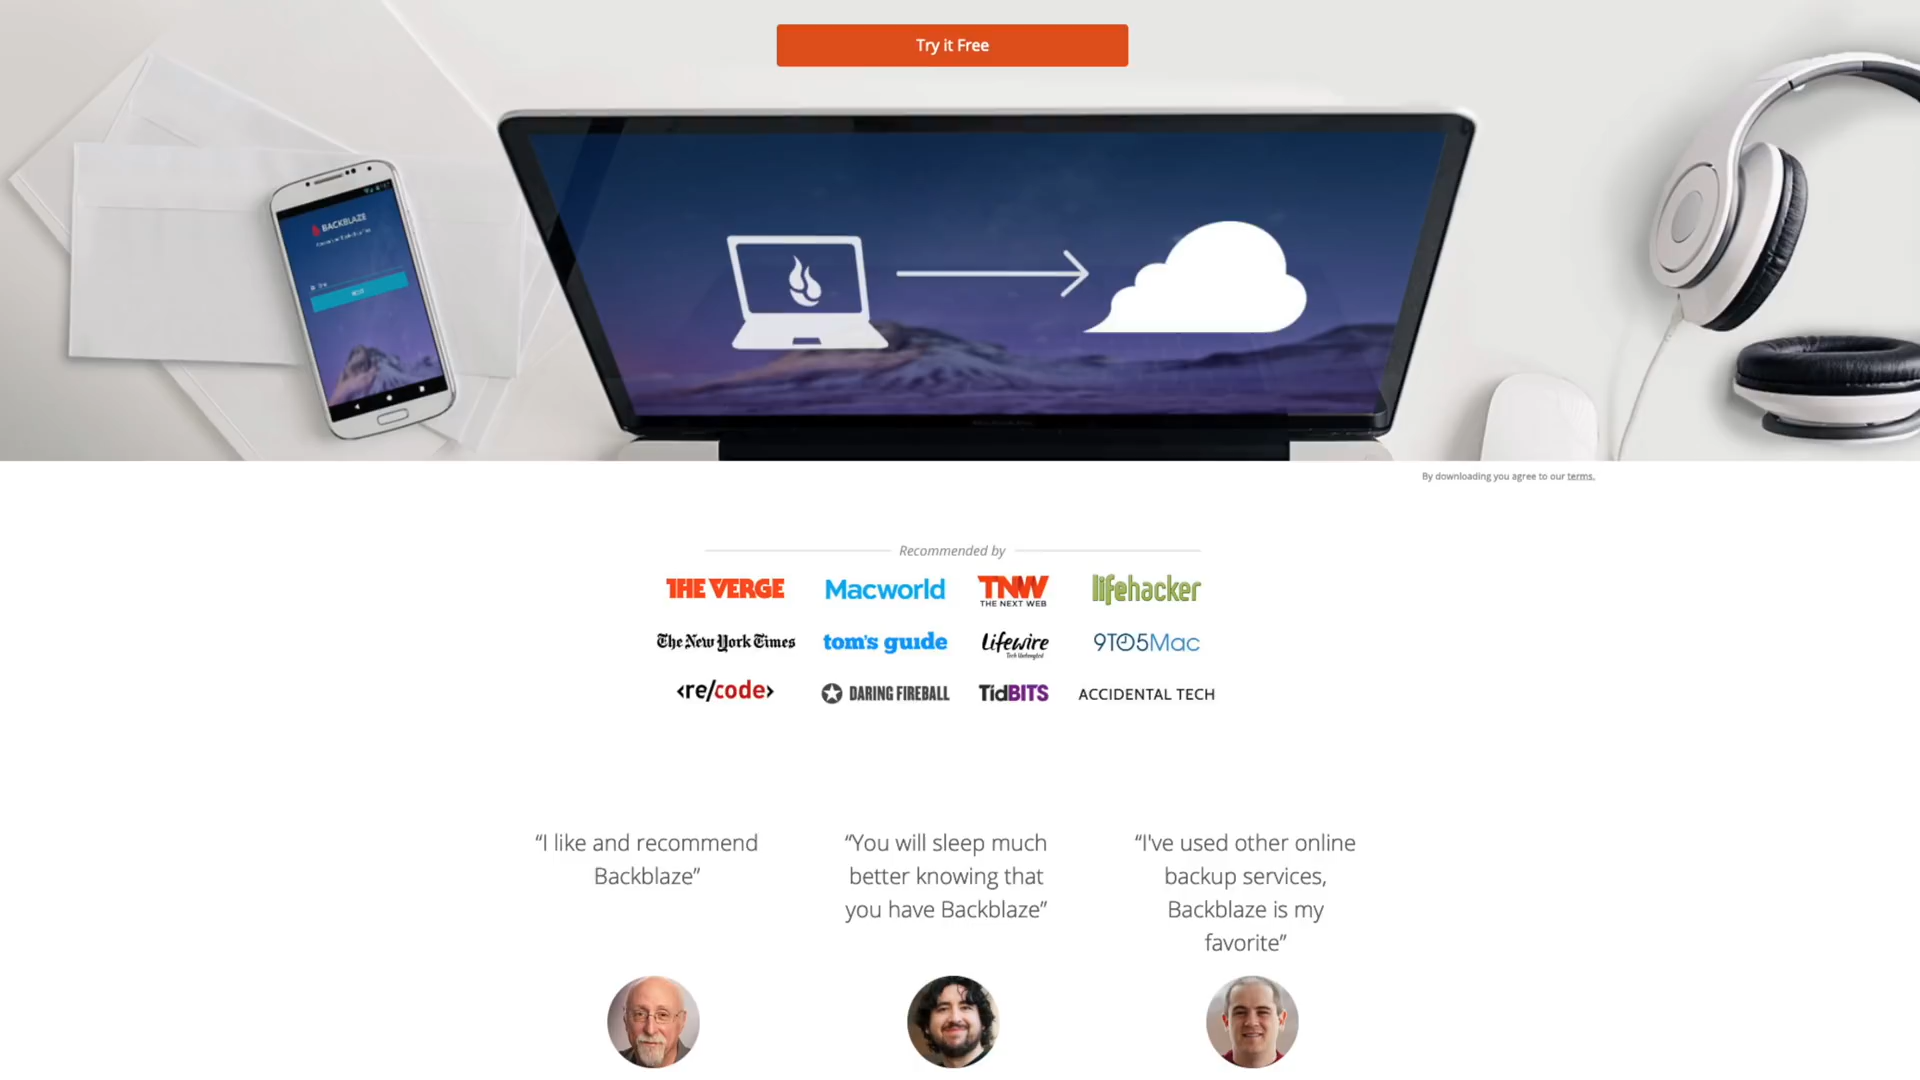 Try it Free
BACKBLAZE
By downloading you agree to our terms.
Recommended by
THE VERGE
Macworld
TNW
THE NEXT WEB
lifehacker
The New York Times
tom's guide
Lifewire
Tech Untangled
9TO5Mac
<re/code>
DARING FIREBALL
TidBITS
ACCIDENTAL TECH
“I like and recommend
Backblaze”
“You will sleep much
better knowing that
you have Backblaze”
“I've used other online
backup services,
Backblaze is my
favorite”